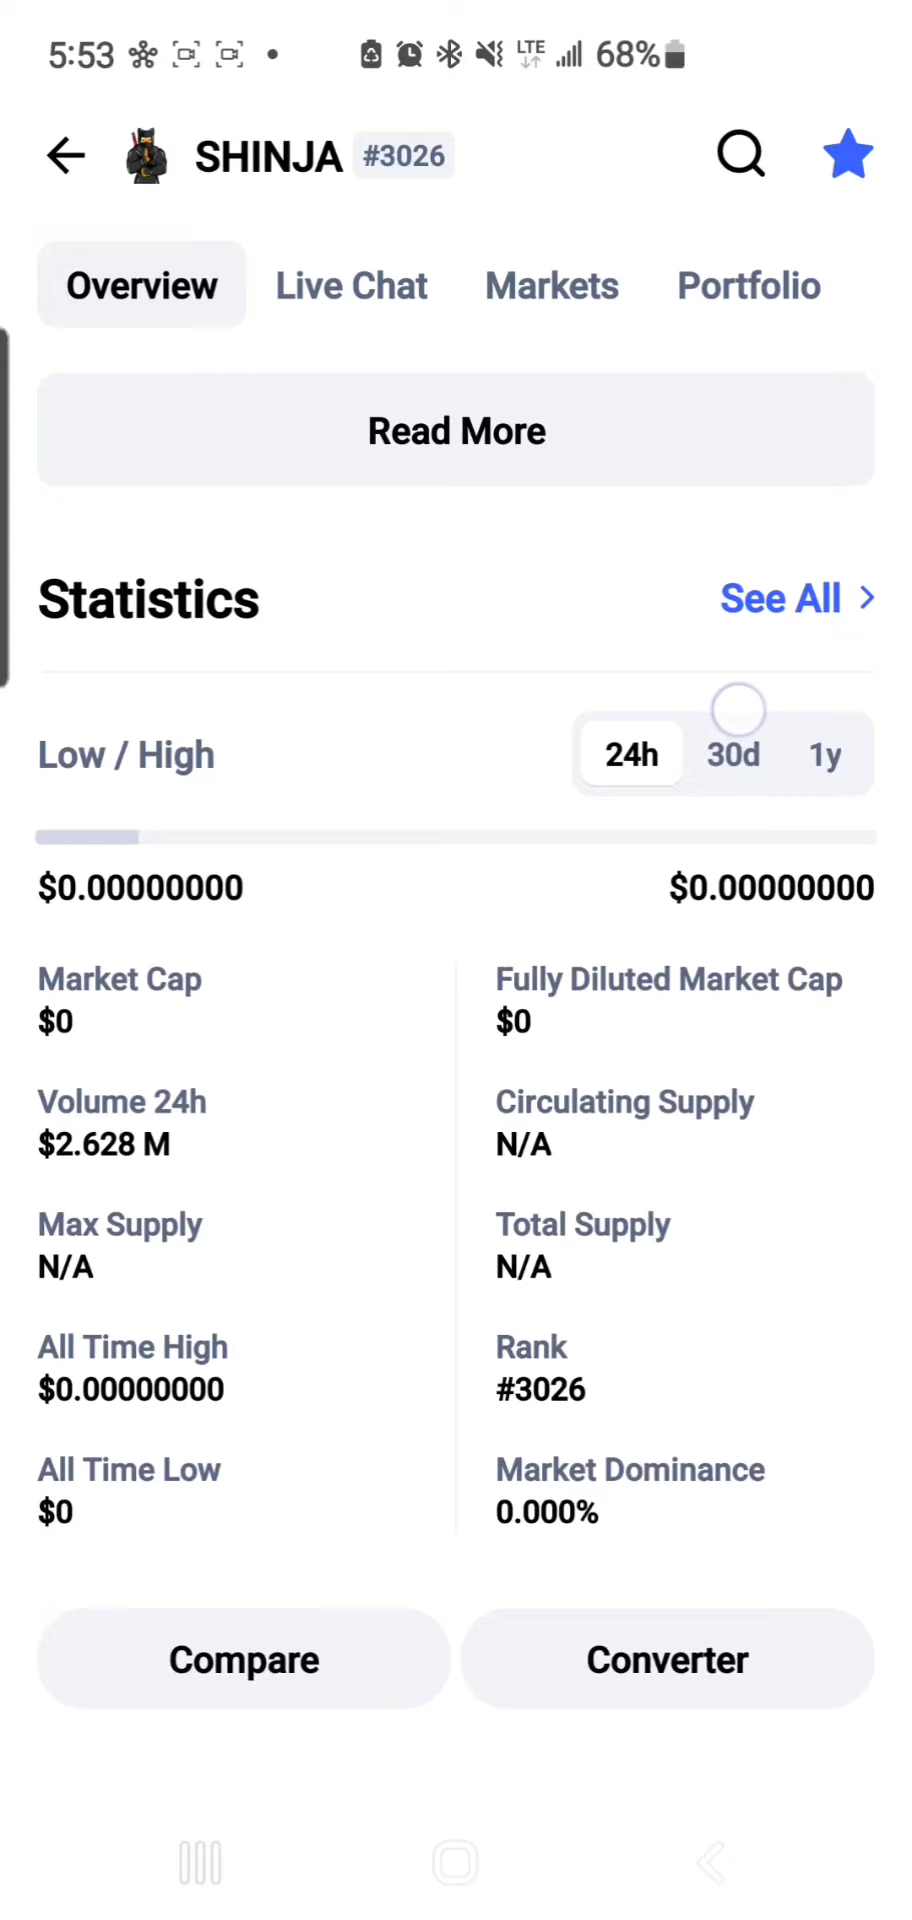 5:53 LTE 68%
SHINJA #3026
Overview Live Chat Markets Portfolio
Read More
Statistics See All
Low / High 24h 30d 1y
$0.00000000 $0.00000000
Market Cap Fully Diluted Market Cap
$0 $0
Volume 24h Circulating Supply
$2.628 M N/A
Max Supply Total Supply
N/A N/A
All Time High Rank
$0.00000000 #3026
All Time Low Market Dominance
$0 0.000%
Compare Converter